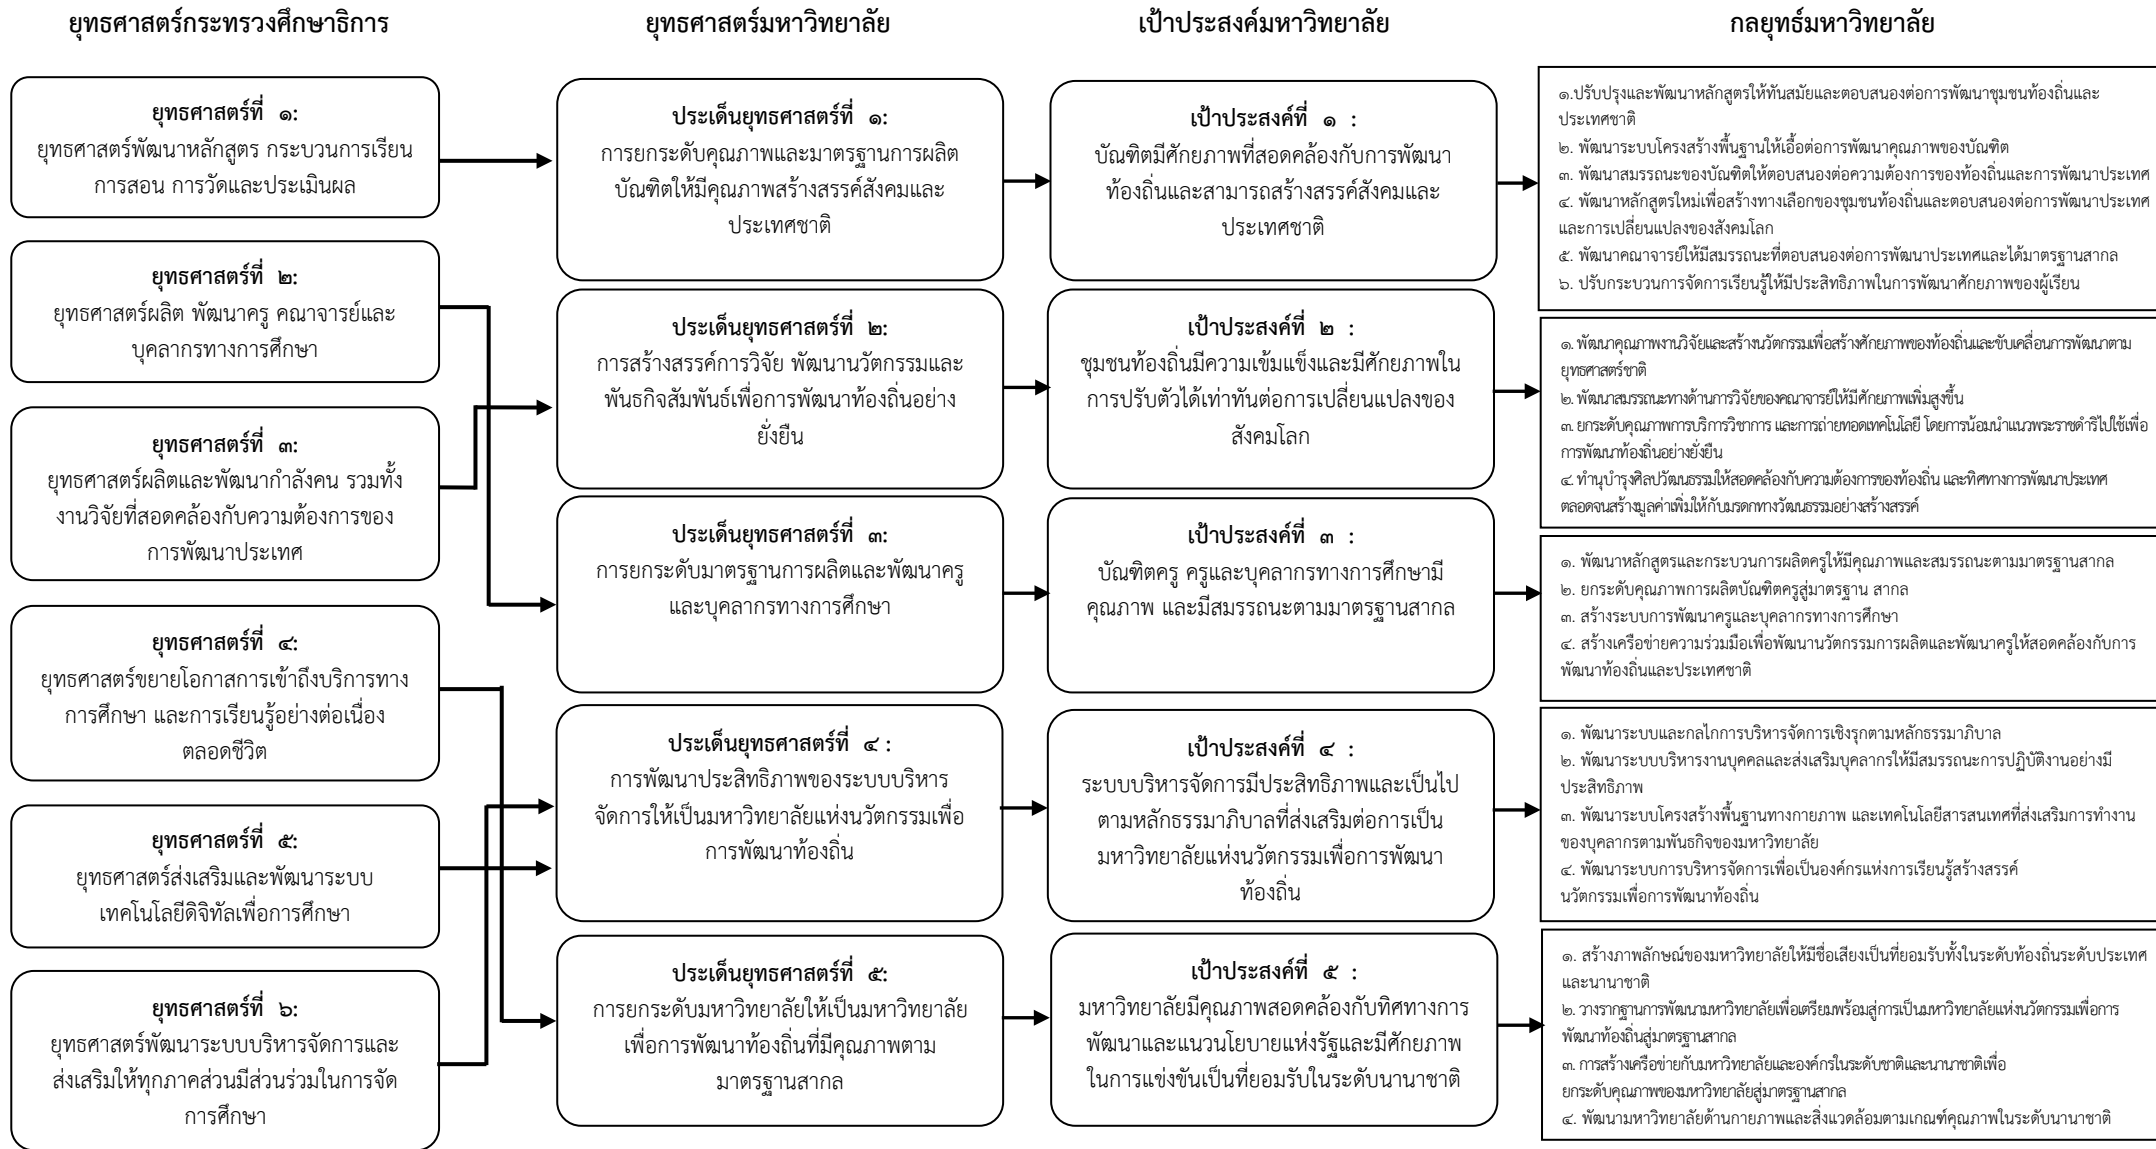 ยุทธศาสตร์กระทรวงศึกษาธิการ
ยุทธศาสตร์ที่ ๑:
ยุทธศาสตร์พัฒนาหลักสูตร กระบวนการเรียน
การสอน การวัดและประเมินผล
ยุทธศาสตร์ที่ ๒:
ยุทธศาสตร์ผลิต พัฒนาครู คณาจารย์และ
บุคลากรทางการศึกษา
ยุทธศาสตร์ที่ ๓:
ยุทธศาสตร์ผลิตและพัฒนากำลังคน รวมทั้ง
งานวิจัยที่สอดคล้องกับความต้องการของ
การพัฒนาประเทศ
ยุทธศาสตร์ที่ ๔:
ยุทธศาสตร์ขยายโอกาสการเข้าถึงบริการทาง
การศึกษา และการเรียนรู้อย่างต่อเนื่อง
ตลอดชีวิต
ยุทธศาสตร์ที่ ๕:
ยุทธศาสตร์ส่งเสริมและพัฒนาระบบ
เทคโนโลยีดิจิทัลเพื่อการศึกษา
ยุทธศาสตร์ที่ ๖:
ยุทธศาสตร์พัฒนาระบบบริหารจัดการและ
ส่งเสริมให้ทุกภาคส่วนมีส่วนร่วมในการจัด
การศึกษา
ยุทธศาสตร์มหาวิทยาลัย
ประเด็นยุทธศาสตร์ที่ ๑:
การยกระดับคุณภาพและมาตรฐานการผลิต
บัณฑิตให้มีคุณภาพสร้างสรรค์สังคมและ
ประเทศชาติ
ประเด็นยุทธศาสตร์ที่ ๒:
การสร้างสรรค์การวิจัย พัฒนานวัตกรรมและ
พันธกิจสัมพันธ์เพื่อการพัฒนาท้องถิ่นอย่าง
ยั่งยืน
ประเด็นยุทธศาสตร์ที่ ๓:
การยกระดับมาตรฐานการผลิตและพัฒนาครู
และบุคลากรทางการศึกษา
ประเด็นยุทธศาสตร์ที่ ๔ :
การพัฒนาประสิทธิภาพของระบบบริหาร
จัดการให้เป็นมหาวิทยาลัยแห่งนวัตกรรมเพื่อ
การพัฒนาท้องถิ่น
ประเด็นยุทธศาสตร์ที่ ๕:
การยกระดับมหาวิทยาลัยให้เป็นมหาวิทยาลัย
เพื่อการพัฒนาท้องถิ่นที่มีคุณภาพตาม
มาตรฐานสากล
เป้าประสงค์มหาวิทยาลัย
เป้าประสงค์ที่ ๑ :
บัณฑิตมีศักยภาพที่สอดคล้องกับการพัฒนา
ท้องถิ่นและสามารถสร้างสรรค์สังคมและ
ประเทศชาติ
เป้าประสงค์ที่ ๒ :
ชุมชนท้องถิ่นมีความเข้มแข็งและมีศักยภาพใน
การปรับตัวได้เท่าทันต่อการเปลี่ยนแปลงของ
สังคมโลก
เป้าประสงค์ที่ ๓ :
บัณฑิตครู ครูและบุคลากรทางการศึกษามี
คุณภาพ และมีสมรรถนะตามมาตรฐานสากล
เป้าประสงค์ที่ ๔ :
ระบบบริหารจัดการมีประสิทธิภาพและเป็นไป
ตามหลักธรรมาภิบาลที่ส่งเสริมต่อการเป็น
มหาวิทยาลัยแห่งนวัตกรรมเพื่อการพัฒนา
ท้องถิ่น
เป้าประสงค์ที่ ๕ :
มหาวิทยาลัยมีคุณภาพสอดคล้องกับทิศทางการ
พัฒนาและแนวนโยบายแห่งรัฐและมีศักยภาพ
ในการแข่งขันเป็นที่ยอมรับในระดับนานาชาติ
กลยุทธ์มหาวิทยาลัย
๑.ปรับปรุงและพัฒนาหลักสูตรให้ทันสมัยและตอบสนองต่อการพัฒนาชุมชนท้องถิ่นและ
ประเทศชาติ
๒. พัฒนาระบบโครงสร้างพื้นฐานให้เอื้อต่อการพัฒนาคุณภาพของบัณฑิต
๓. พัฒนาสมรรถนะของบัณฑิตให้ตอบสนองต่อความต้องการของท้องถิ่นและการพัฒนาประเทศ
๔. พัฒนาหลักสูตรใหม่เพื่อสร้างทางเลือกของชุมชนท้องถิ่นและตอบสนองต่อการพัฒนาประเทศ
และการเปลี่ยนแปลงของสังคมโลก
๕. พัฒนาคณาจารย์ให้มีสมรรถนะที่ตอบสนองต่อการพัฒนาประเทศและได้มาตรฐานสากล
๖. ปรับกระบวนการจัดการเรียนรู้ให้มีประสิทธิภาพในการพัฒนาศักยภาพของผู้เรียน
๑. พัฒนาคุณภาพงานวิจัยและสร้างนวัตกรรมเพื่อสร้างศักยภาพของท้องถิ่นและขับเคลื่อนการพัฒนาตาม
ยุทธศาสตร์ชาติ
๒. พัฒนาสมรรถนะทางด้านการวิจัยของคณาจารย์ให้มีศักยภาพเพิ่มสูงขึ้น
๓. ยกระดับคุณภาพการบริการวิชาการ และการถ่ายทอดเทคโนโลยี โดยการน้อมนำแนวพระราชดำริไปใช้เพื่อ
การพัฒนาท้องถิ่นอย่างยั่งยืน
๔. ทำนุบำรุงศิลปวัฒนธรรมให้สอดคล้องกับความต้องการของท้องถิ่น และทิศทางการพัฒนาประเทศ
ตลอดจนสร้างมูลค่าเพิ่มให้กับมรดกทางวัฒนธรรมอย่างสร้างสรรค์
๑. พัฒนาหลักสูตรและกระบวนการผลิตครูให้มีคุณภาพและสมรรถนะตามมาตรฐานสากล
๒. ยกระดับคุณภาพการผลิตบัณฑิตครูสู่มาตรฐาน สากล
๓. สร้างระบบการพัฒนาครูและบุคลากรทางการศึกษา
๔. สร้างเครือข่ายความร่วมมือเพื่อพัฒนานวัตกรรมการผลิตและพัฒนาครูให้สอดคล้องกับการ
พัฒนาท้องถิ่นและประเทศชาติ
๑. พัฒนาระบบและกลไกการบริหารจัดการเชิงรุกตามหลักธรรมาภิบาล
๒. พัฒนาระบบบริหารงานบุคคลและส่งเสริมบุคลากรให้มีสมรรถนะการปฏิบัติงานอย่างมี
ประสิทธิภาพ
๓. พัฒนาระบบโครงสร้างพื้นฐานทางกายภาพ และเทคโนโลยีสารสนเทศที่ส่งเสริมการทำงาน
ของบุคลากรตามพันธกิจของมหาวิทยาลัย
๔. พัฒนาระบบการบริหารจัดการเพื่อเป็นองค์กรแห่งการเรียนรู้สร้างสรรค์
นวัตกรรมเพื่อการพัฒนาท้องถิ่น
๑. สร้างภาพลักษณ์ของมหาวิทยาลัยให้มีชื่อเสียงเป็นที่ยอมรับทั้งในระดับท้องถิ่นระดับประเทศ
และนานาชาติ
๒. วางรากฐานการพัฒนามหาวิทยาลัยเพื่อเตรียมพร้อมสู่การเป็นมหาวิทยาลัยแห่งนวัตกรรมเพื่อการ
พัฒนาท้องถิ่นสู่มาตรฐานสากล
๓. การสร้างเครือข่ายกับมหาวิทยาลัยและองค์กรในระดับชาติและนานาชาติเพื่อ
ยกระดับคุณภาพของมหาวิทยาลัยสู่มาตรฐานสากล
๔. พัฒนามหาวิทยาลัยด้านกายภาพและสิ่งแวดล้อมตามเกณฑ์คุณภาพในระดับนานาชาติ